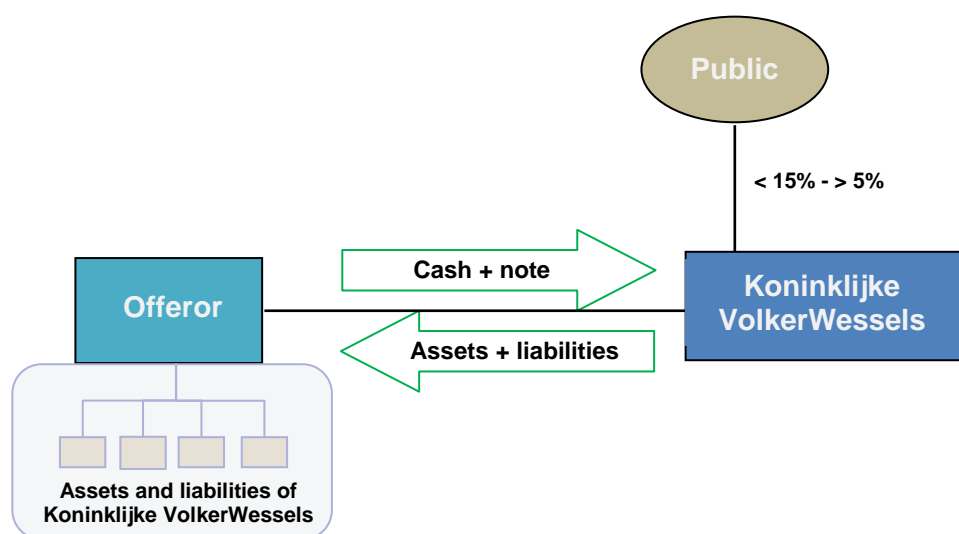 Public
< 15% - > 5%
Cash + note
Offeror
Koninklijke
VolkerWessels
Assets + liabilities
Assets and liabilities of
Koninklijke VolkerWessels